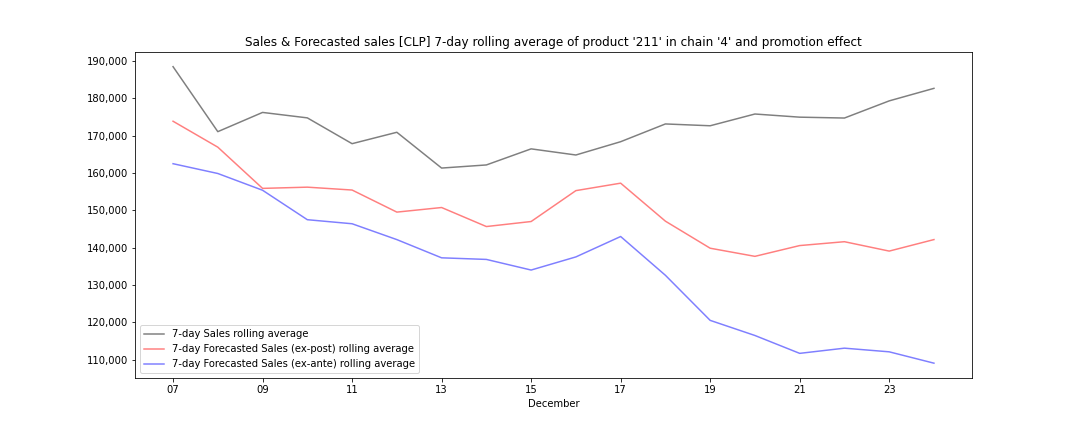 Sales & Forecasted sales [CLP] 7-day rolling average of product '211' in chain '4' and promotion effect
190,000
180,000
170,000
160,000
150,000
140,000
130,000
120,000
110,000
7-day Sales rolling average
7-day Forecasted Sales (ex-post) rolling average
7-day Forecasted Sales (ex-ante) rolling average
07 09 11 13 15 17 19 21 23
December